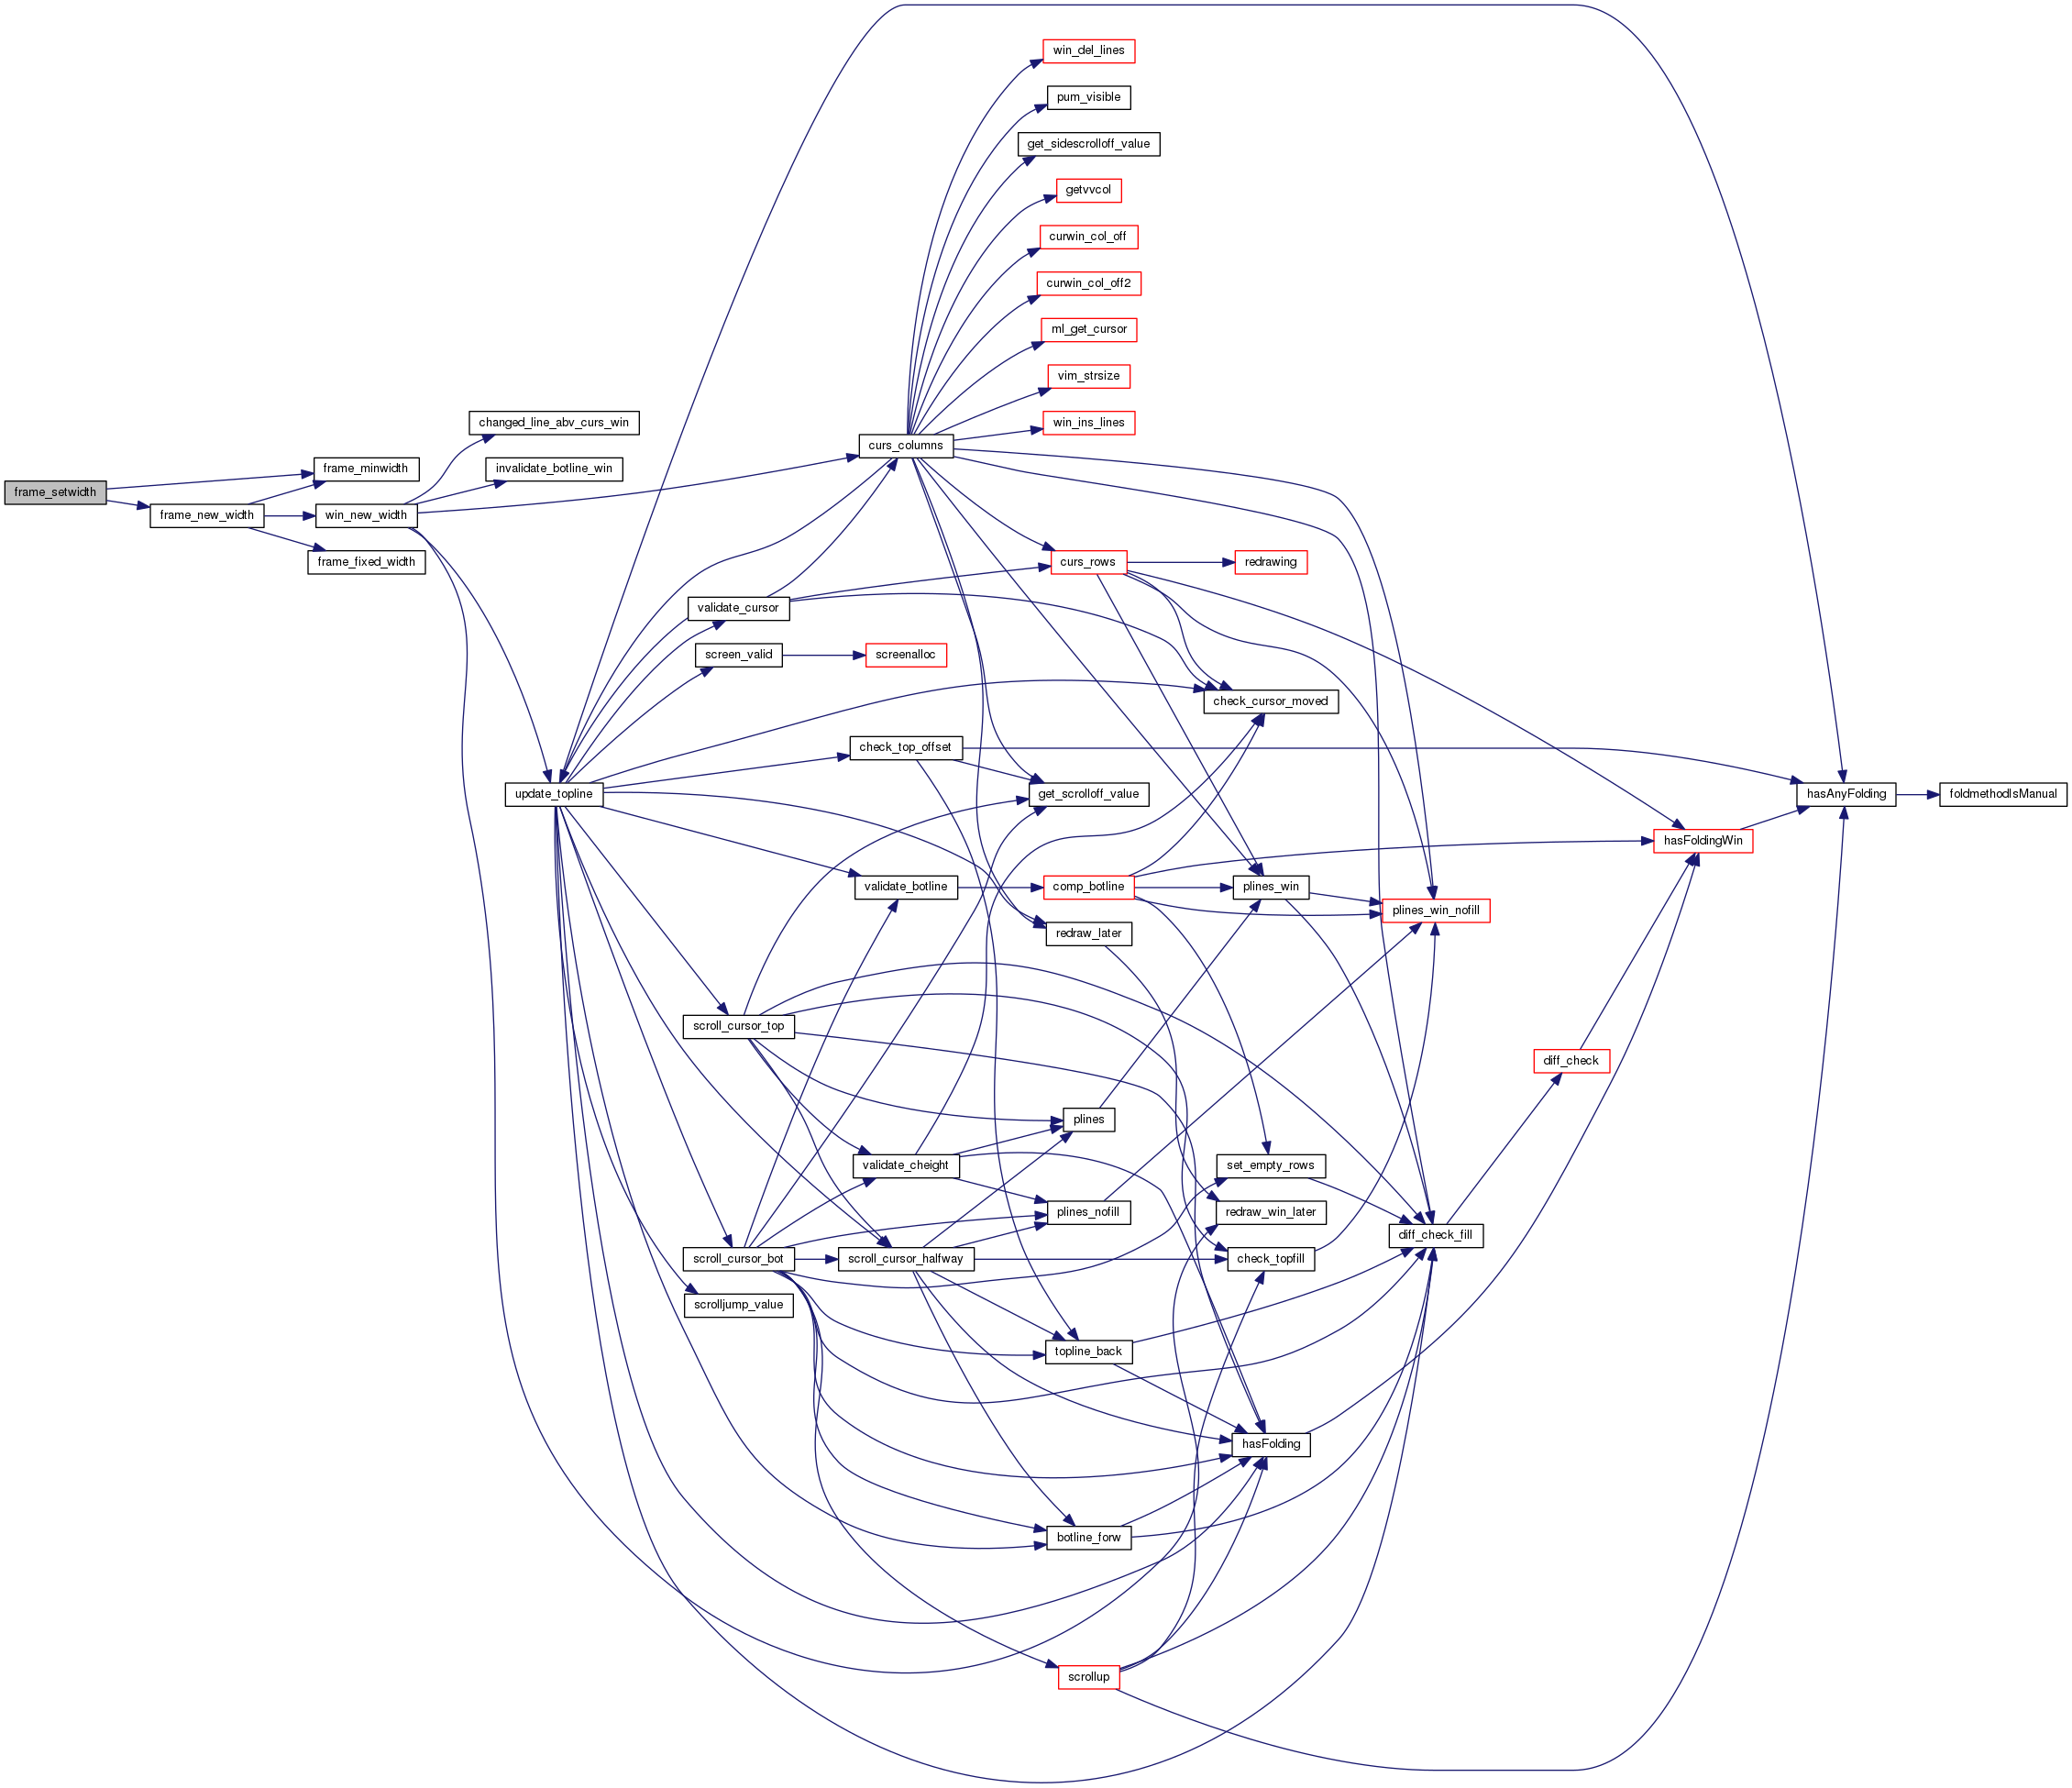 win_del_lines
pum_visible
get_sidescrolloff_value
getvvcol
curwin_col_off
curwin_col_off2
ml_get_cursor
vim_strsize
changed_line_abv_curs_win
win_ins_lines
curs_columns
frame_minwidth
invalidate_botline_win
frame_setwidth
frame_new_width
win_new_width
frame_fixed_width
curs_rows
redrawing
validate_cursor
screen_valid
screenalloc
check_cursor_moved
check_top_offset
update_topline
get_scrolloff_value
hasAnyFolding
foldmethodIsManual
hasFoldingWin
validate_botline
comp_botline
plines_win
plines_win_nofill
redraw_later
scroll_cursor_top
diff_check
plines
validate_cheight
set_empty_rows
plines_nofill
redraw_win_later
diff_check_fill
scroll_cursor_bot
scroll_cursor_halfway
check_topfill
scrolljump_value
topline_back
hasFolding
botline_forw
scrollup